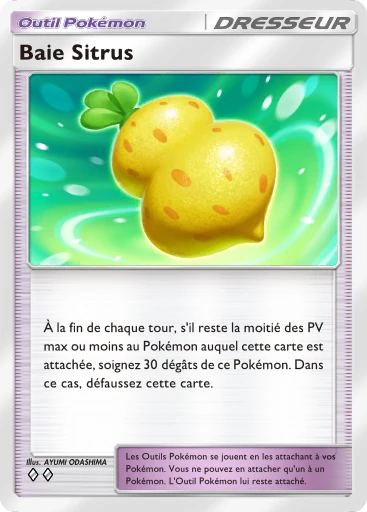 Outil Pokémon
DRESSEUR
Baie Sitrus
À la fin de chaque tour, s'il reste la moitié des PV
max ou moins au Pokémon auquel cette carte est
attachée, soignez 30 dégâts de ce Pokémon. Dans
ce cas, défaussez cette carte.
Illus. AYUMI ODASHIMA
Les Outils Pokémon se jouent en les attachant à vos
Pokémon. Vous ne pouvez en attacher qu'un à un
Pokémon. L'Outil Pokémon lui reste attaché.